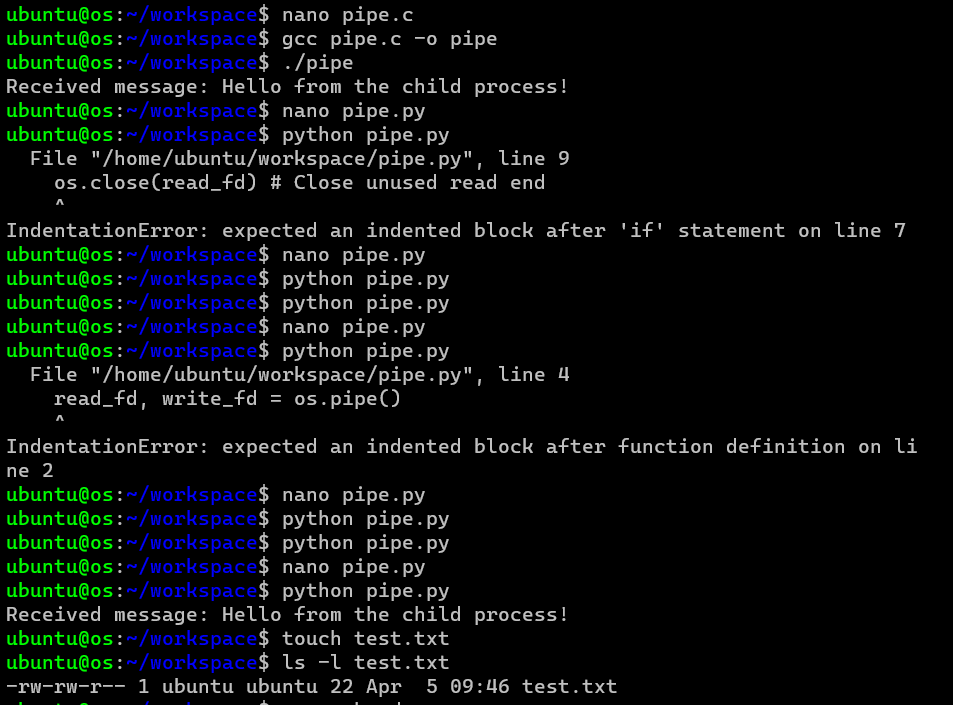 ubuntu@os:~/workspace$ nano pipe.c
ubuntu@os:~/workspace$ gcc pipe.c -o pipe
ubuntu@os:~/workspace$ ./pipe
Received message: Hello from the child process!
ubuntu@os:~/workspace$ nano pipe.py
ubuntu@os:~/workspace$ python pipe.py
  File "/home/ubuntu/workspace/pipe.py", line 9
    os.close(read_fd) # Close unused read end
    ^
IndentationError: expected an indented block after 'if' statement on line 7
ubuntu@os:~/workspace$ nano pipe.py
ubuntu@os:~/workspace$ python pipe.py
ubuntu@os:~/workspace$ python pipe.py
ubuntu@os:~/workspace$ nano pipe.py
ubuntu@os:~/workspace$ python pipe.py
  File "/home/ubuntu/workspace/pipe.py", line 4
    read_fd, write_fd = os.pipe()
    ^
IndentationError: expected an indented block after function definition on li
ne 2
ubuntu@os:~/workspace$ nano pipe.py
ubuntu@os:~/workspace$ python pipe.py
ubuntu@os:~/workspace$ python pipe.py
ubuntu@os:~/workspace$ nano pipe.py
ubuntu@os:~/workspace$ python pipe.py
Received message: Hello from the child process!
ubuntu@os:~/workspace$ touch test.txt
ubuntu@os:~/workspace$ ls -l test.txt
-rw-rw-r-- 1 ubuntu ubuntu 22 Apr  5 09:46 test.txt